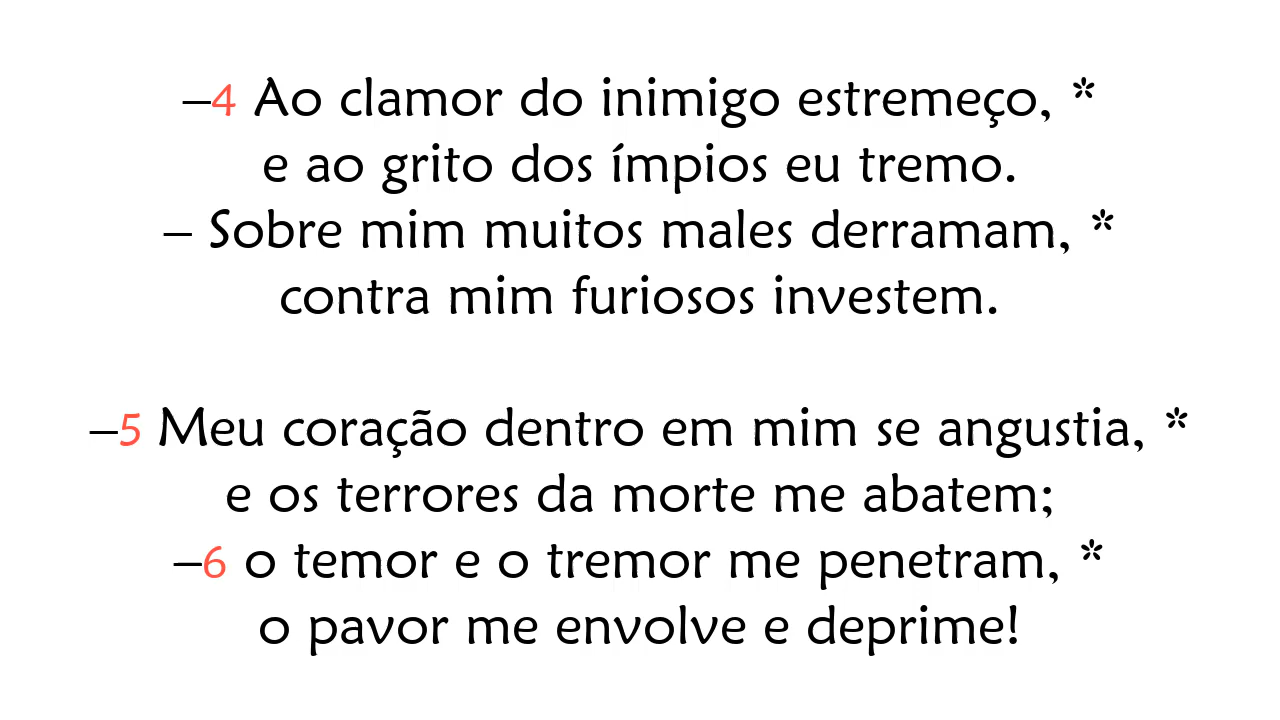 –4 Ao clamor do inimigo estremeço, *
e ao grito dos ímpios eu tremo.
– Sobre mim muitos males derramam, *
contra mim furiosos investem.
–5 Meu coração dentro em mim se angustia, *
e os terrores da morte me abatem;
–6 o temor e o tremor me penetram, *
o pavor me envolve e deprime!